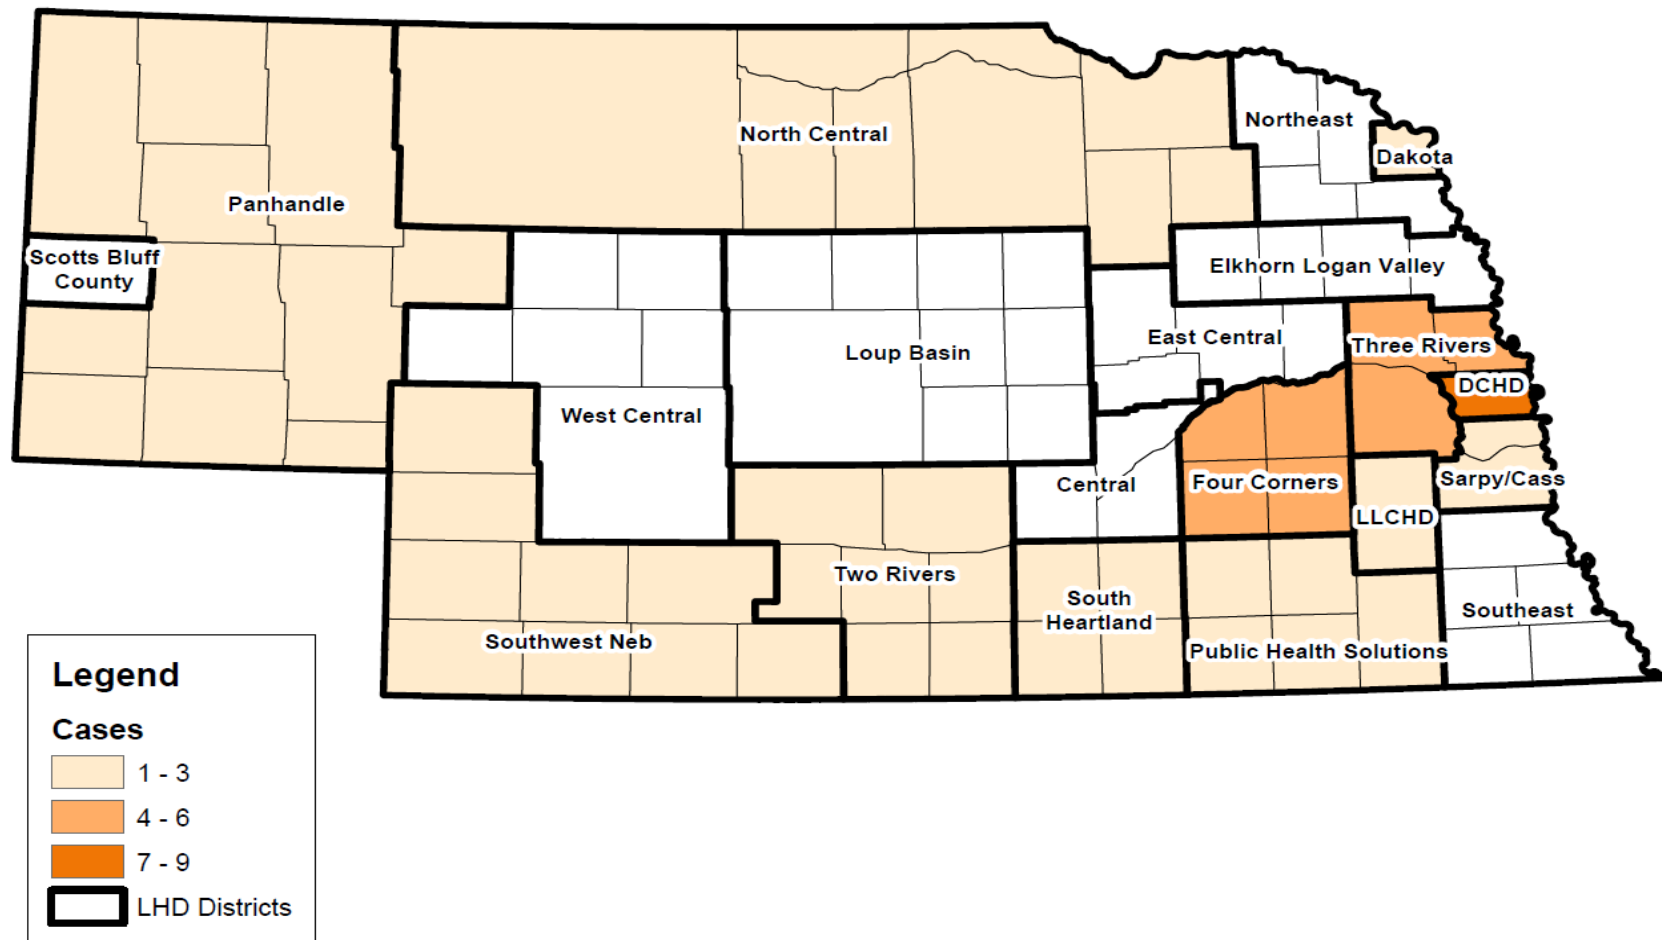 North Central
Northeast
Dakota
Panhandle
Scotts Bluff
County
Elkhorn Logan Valley
East Central
Three Rivers
Loup Basin
DCHD
West Central
Central
Four Corners
Sarpy/Cass
LLCHD
Two Rivers
South
Heartland
Southeast
Southwest Neb
Public Health Solutions
Legend
Cases
1 - 3
4 - 6
7 - 9
LHD Districts